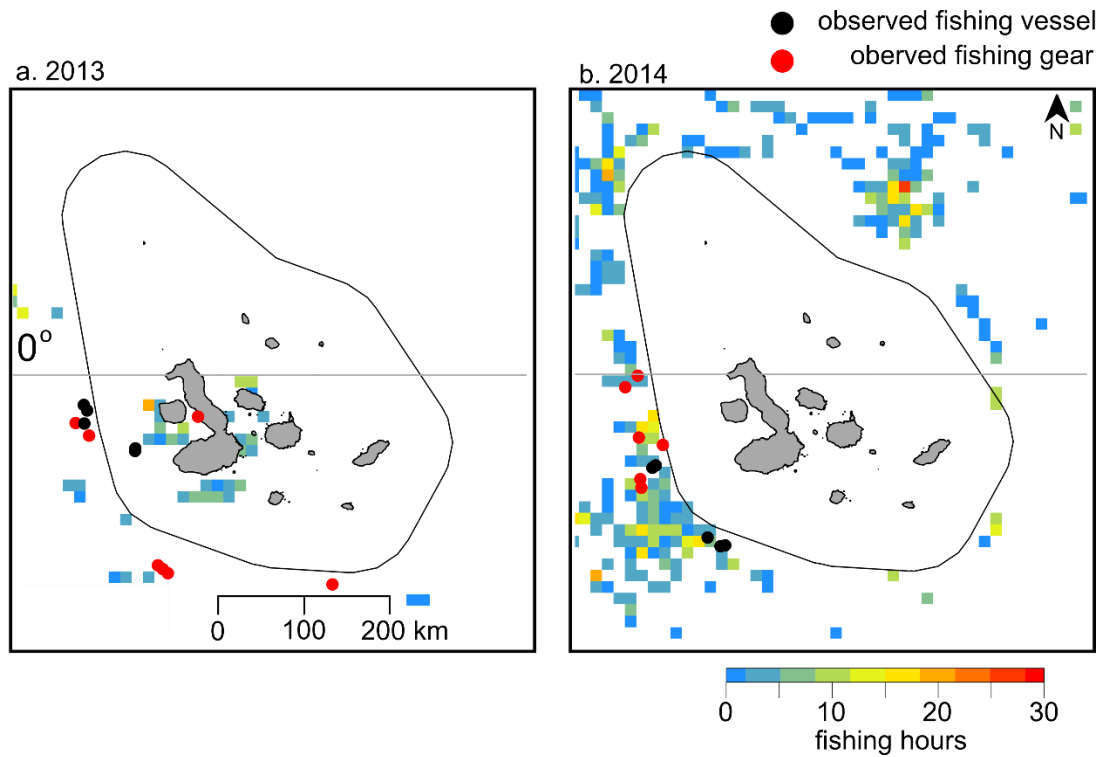 observed fishing vessel
oberved fishing gear
a. 2013
b. 2014
N
0°
0 100 200 km
0 10 20 30
fishing hours